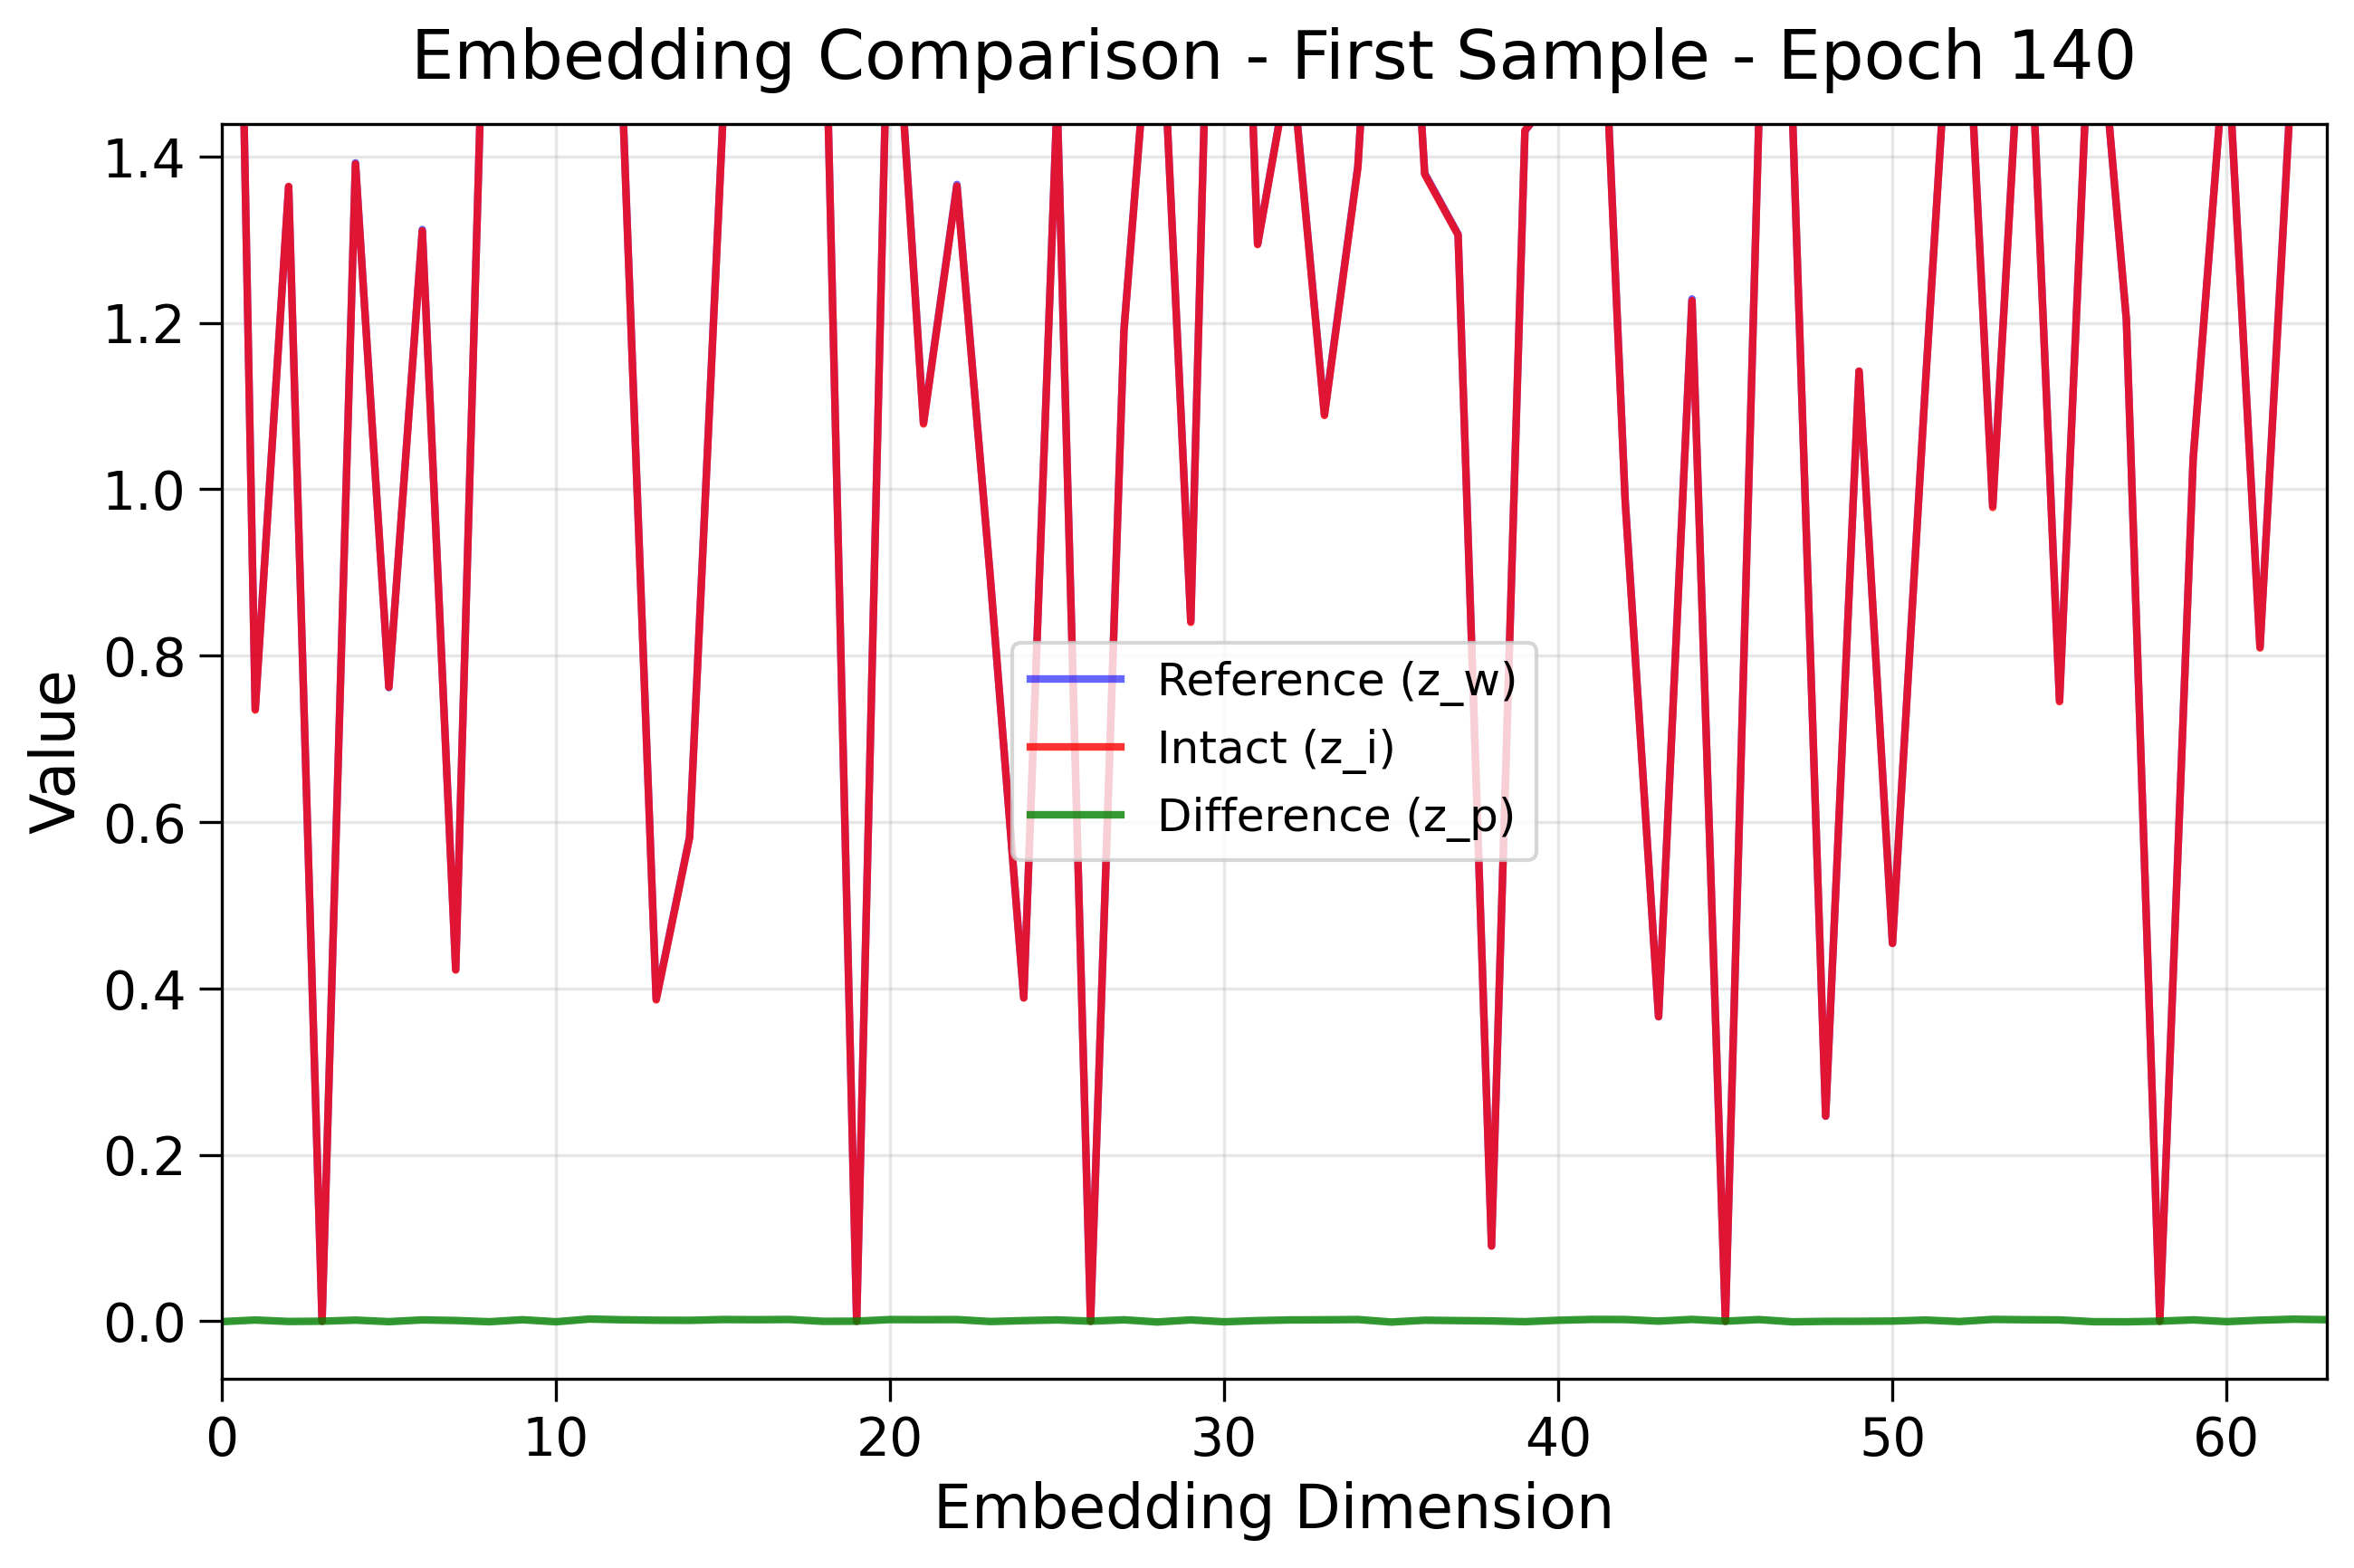 Embedding Comparison - First Sample - Epoch 140
1.4
1.2
1.0
0.8
0.6
0.4
0.2
0.0
Value
Reference (z_w)
Intact (z_i)
Difference (z_p)
0 10 20 30 40 50 60
Embedding Dimension